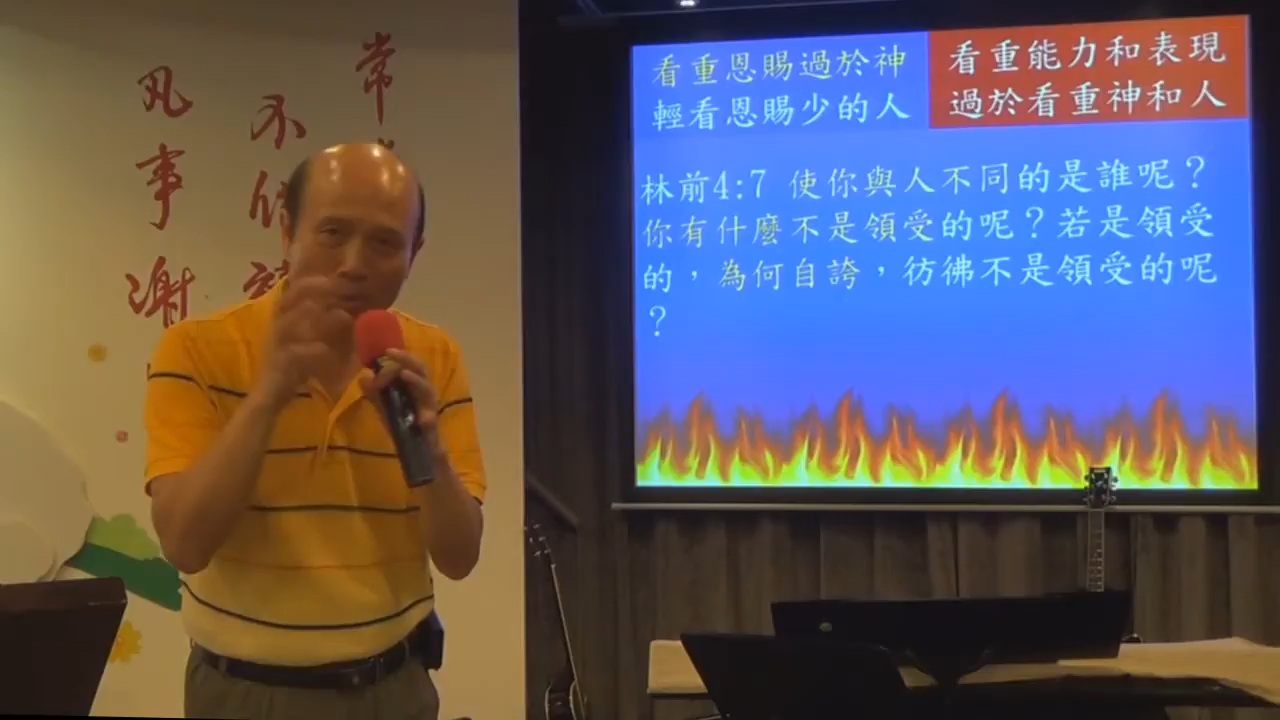 常
不住禱
凡事謝
看重恩賜過於神
輕看恩賜少的人
看重能力和表現
過於看重神和人
林前4:7 使你與人不同的是誰呢？
你有什麼不是領受的呢？若是領受
的，為何自誇，彷彿不是領受的呢
？